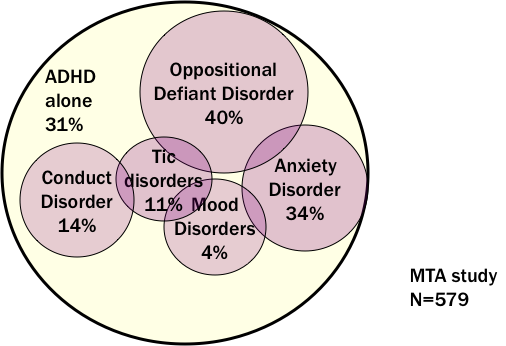 ADHD
alone
31%
Oppositional
Defiant Disorder
40%
Tic
disorders
11%
Conduct
Disorder
14%
Mood
Disorders
4%
Anxiety
Disorder
34%
MTA study
N=579